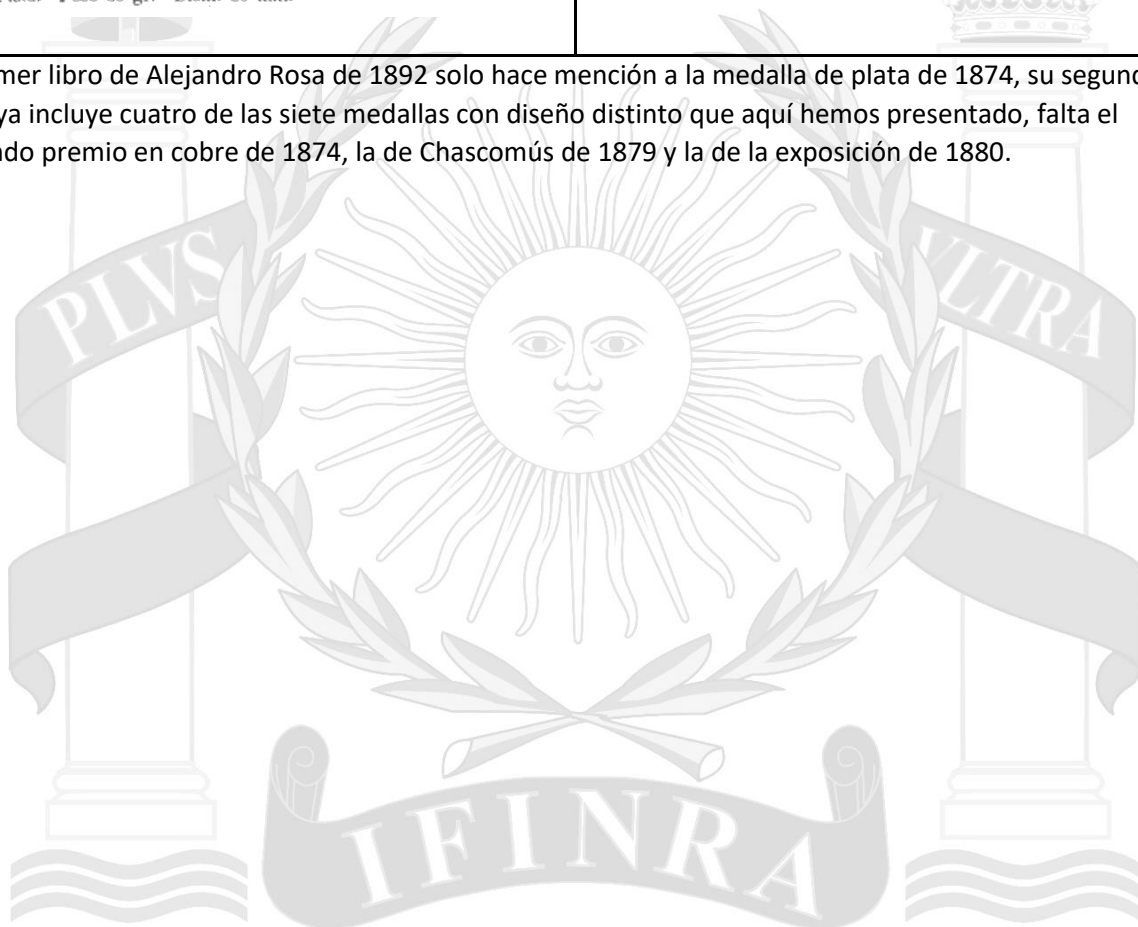 mer libro de Alejandro Rosa de 1892 solo hace mención a la medalla de plata de 1874, su segund
ya incluye cuatro de las siete medallas con diseño distinto que aquí hemos presentado, falta el
ndo premio en cobre de 1874, la de Chascomús de 1879 y la de la exposición de 1880.
PLVS
VLTRA
IFINRA